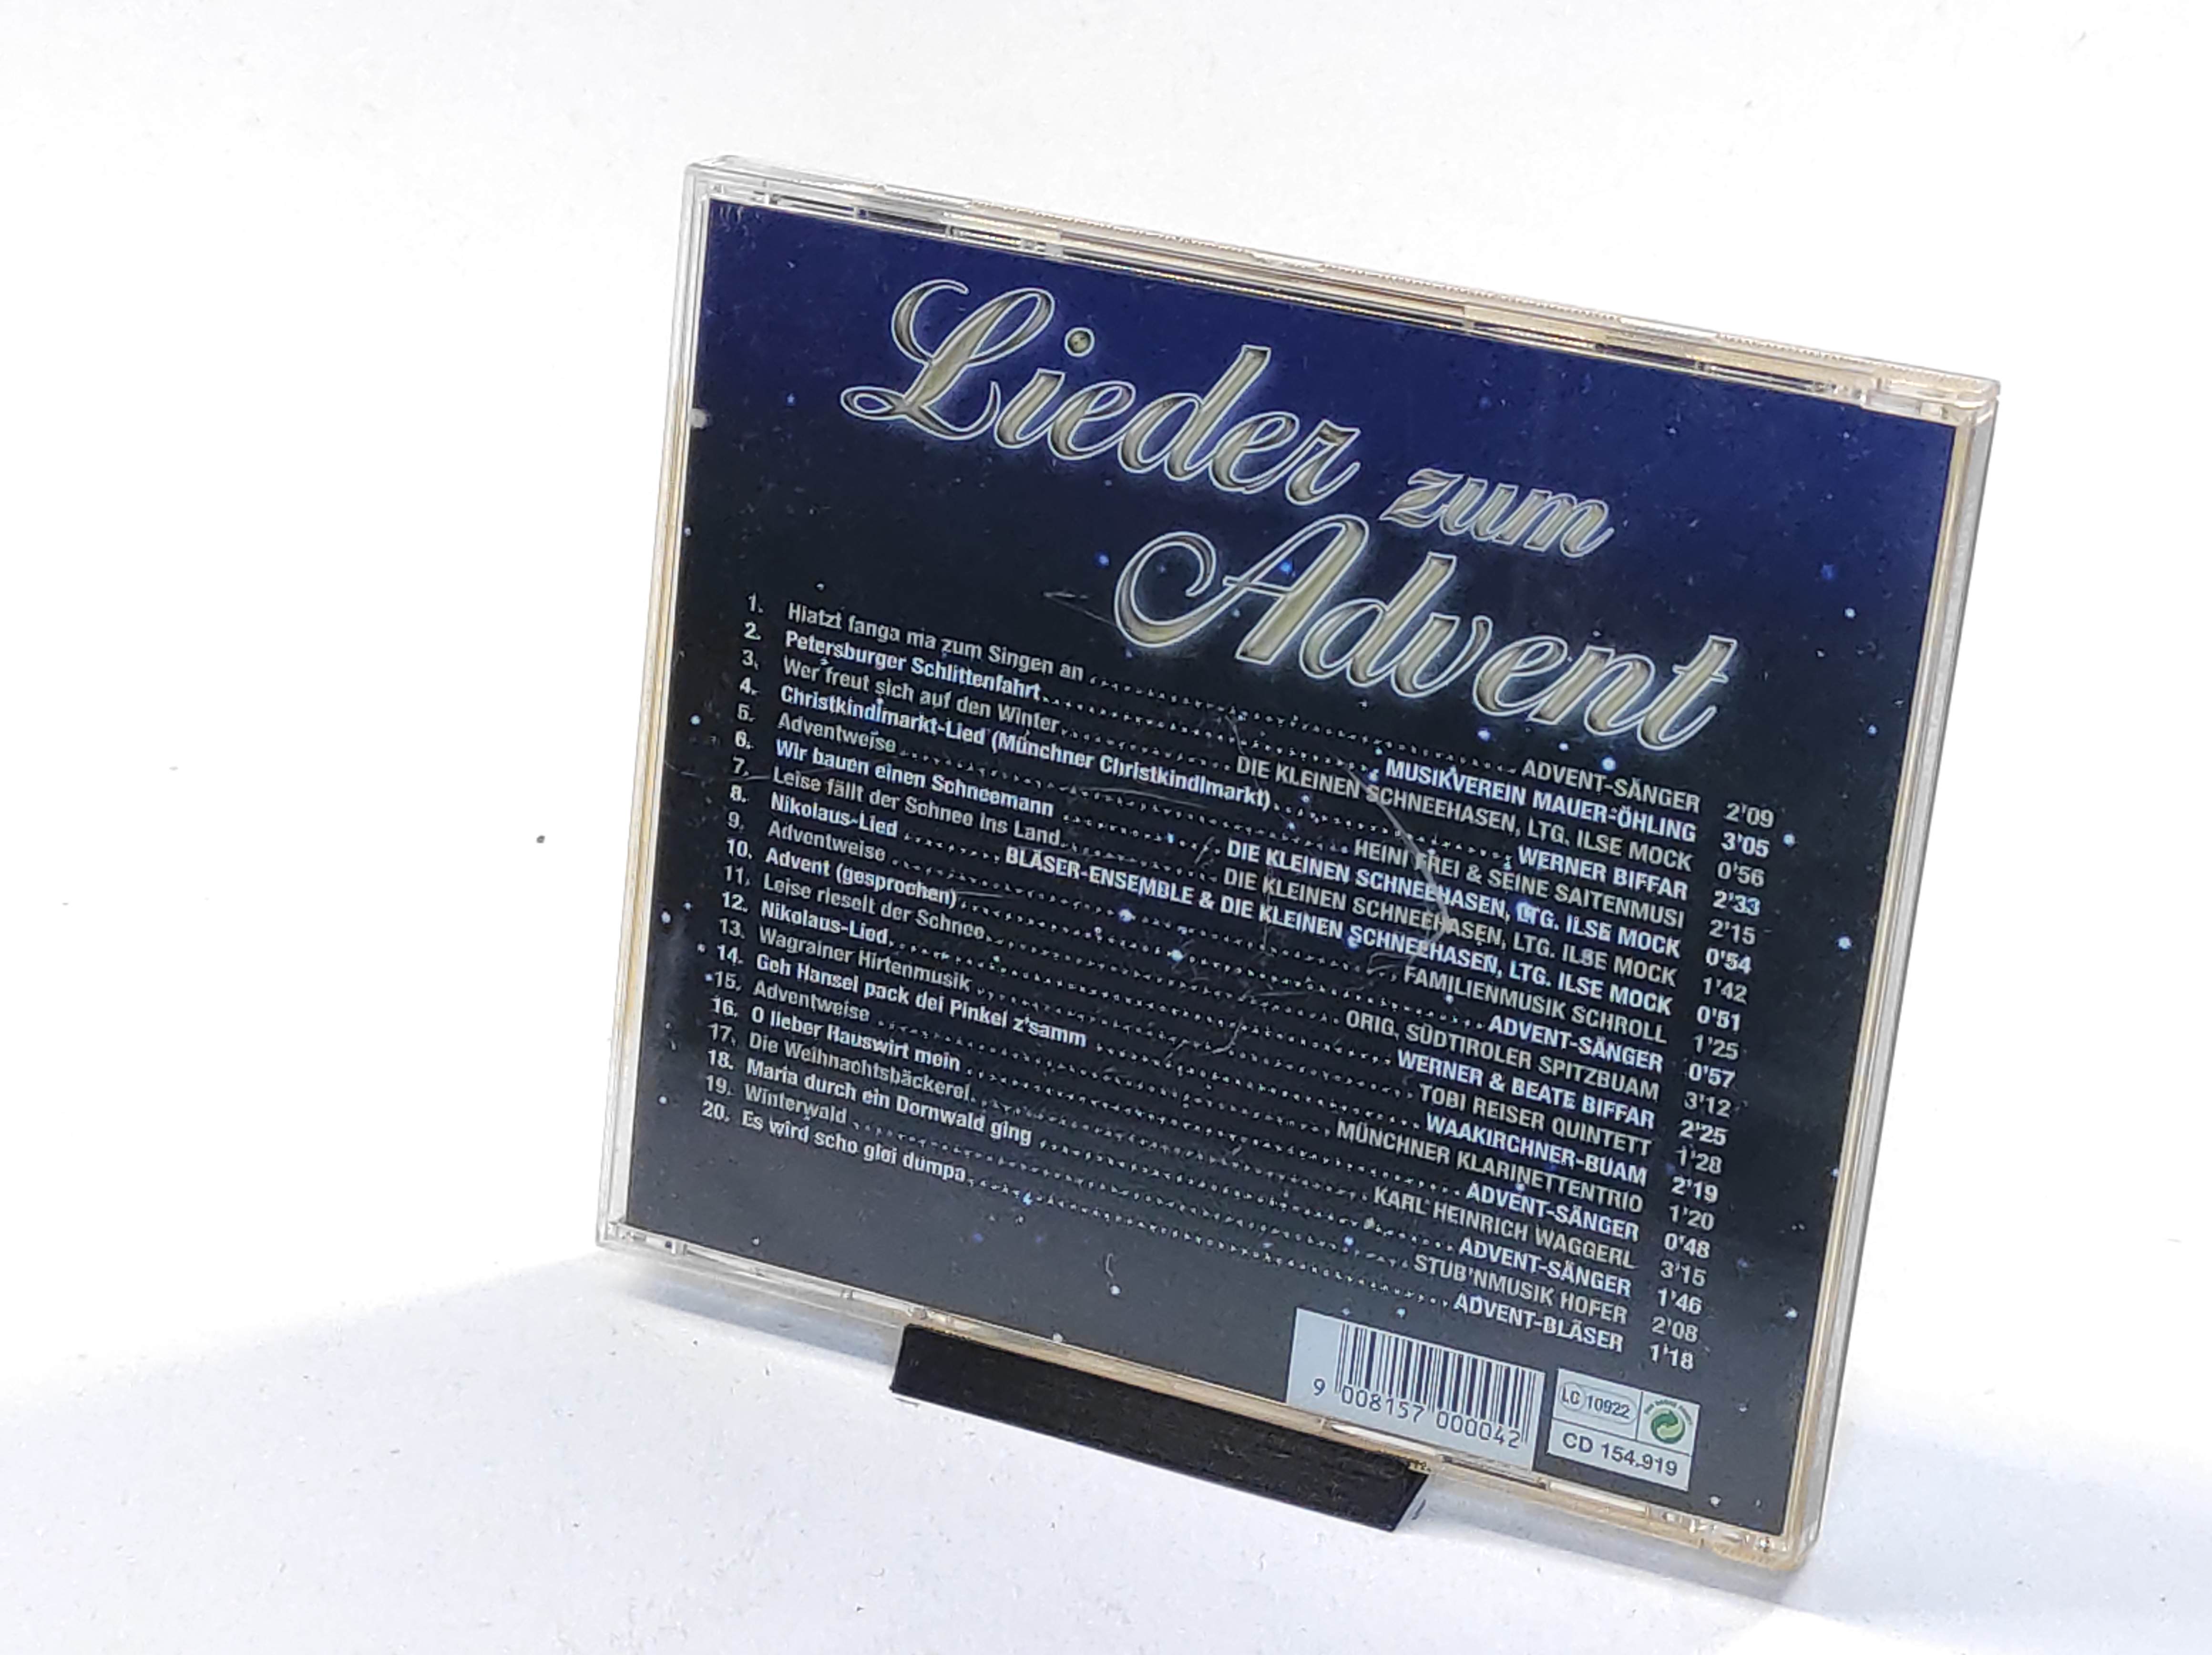 Lieder zum
Advent
1. Hiatzt fanga ma zum Singen an ADVENT-SÄNGER 2'09
2. Petersburger Schlittenfahrt MUSIKVEREIN MAUER-ÖHLING 3'05
3. Wer freut sich auf den Winter DIE KLEINEN SCHNEEHASEN, LTG. ILSE MOCK 0'56
4. Christkindlmarkt-Lied (Münchner Christkindlmarkt) WERNER BIFFAR 2'33
5. Adventweise HEINI FREI & SEINE SAITENMUSI 2'15
6. Wir bauen einen Schneemann DIE KLEINEN SCHNEEHASEN, LTG. ILSE MOCK 0'54
7. Leise fällt der Schnee ins Land DIE KLEINEN SCHNEEHASEN, LTG. ILSE MOCK 1'42
8. Nikolaus-Lied BLÄSER-ENSEMBLE & DIE KLEINEN SCHNEEHASEN, LTG. ILSE MOCK 0'51
9. Adventweise FAMILIENMUSIK SCHROLL 1'25
10. Advent (gesprochen) ADVENT-SÄNGER 0'57
11. Leise rieselt der Schnee ORIG. SÜDTIROLER SPITZBUAM 3'12
12. Nikolaus-Lied WERNER & BEATE BIFFAR 2'25
13. Wagrainer Hirtenmusik TOBI REISER QUINTETT 1'28
14. Geh Hansel pack dei Pinkel z'samm WAAKIRCHNER-BUAM 2'19
15. Adventweise MÜNCHNER KLARINETTENTRIO 1'20
16. O lieber Hauswirt mein ADVENT-SÄNGER 0'48
17. Die Weihnachtsbäckerei KARL HEINRICH WAGGERL 3'15
18. Maria durch ein Dornwald ging ADVENT-SÄNGER 1'46
19. Winterwald STUB'NMUSIK HOFER 2'08
20. Es wird scho glei dumpa ADVENT-BLÄSER 1'18
9 008157 000042
LC 10922
CD 154.919